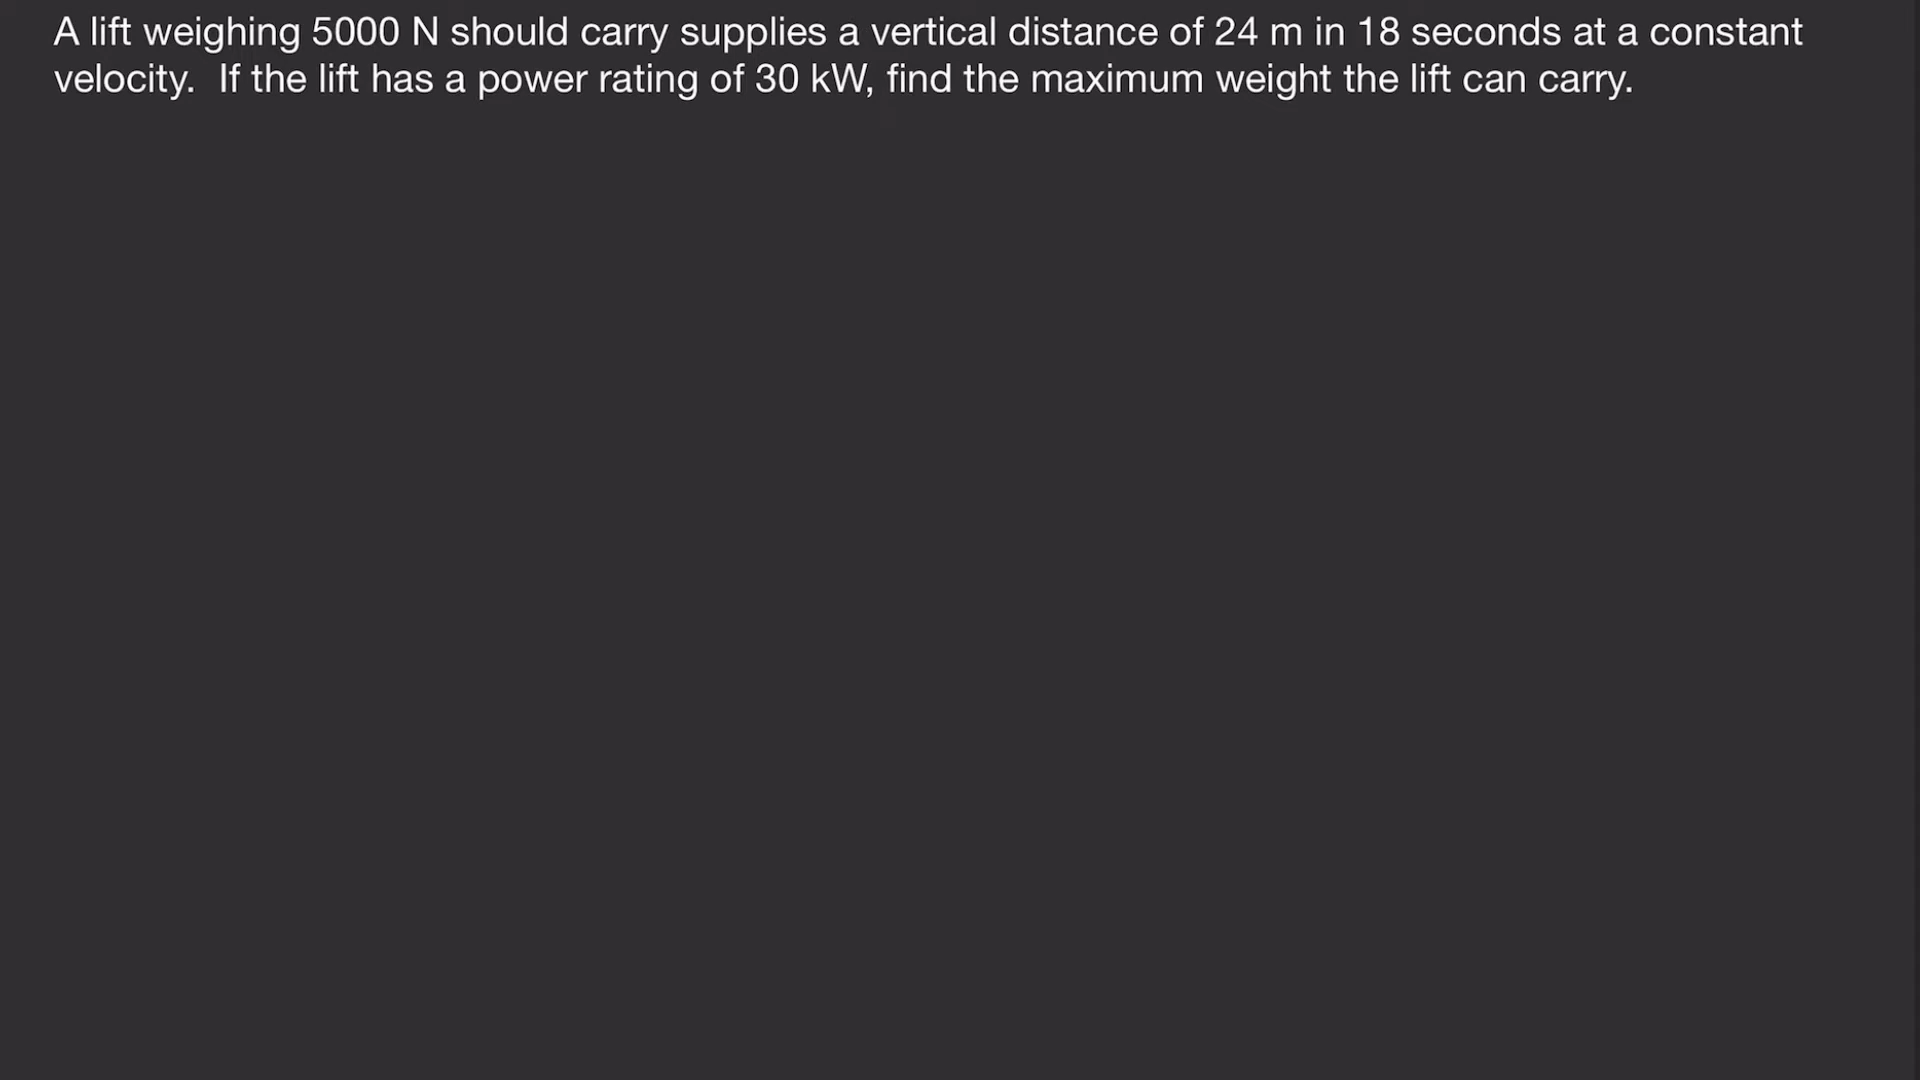 A lift weighing 5000 N should carry supplies a vertical distance of 24 m in 18 seconds at a constant
velocity.  If the lift has a power rating of 30 kW, find the maximum weight the lift can carry.